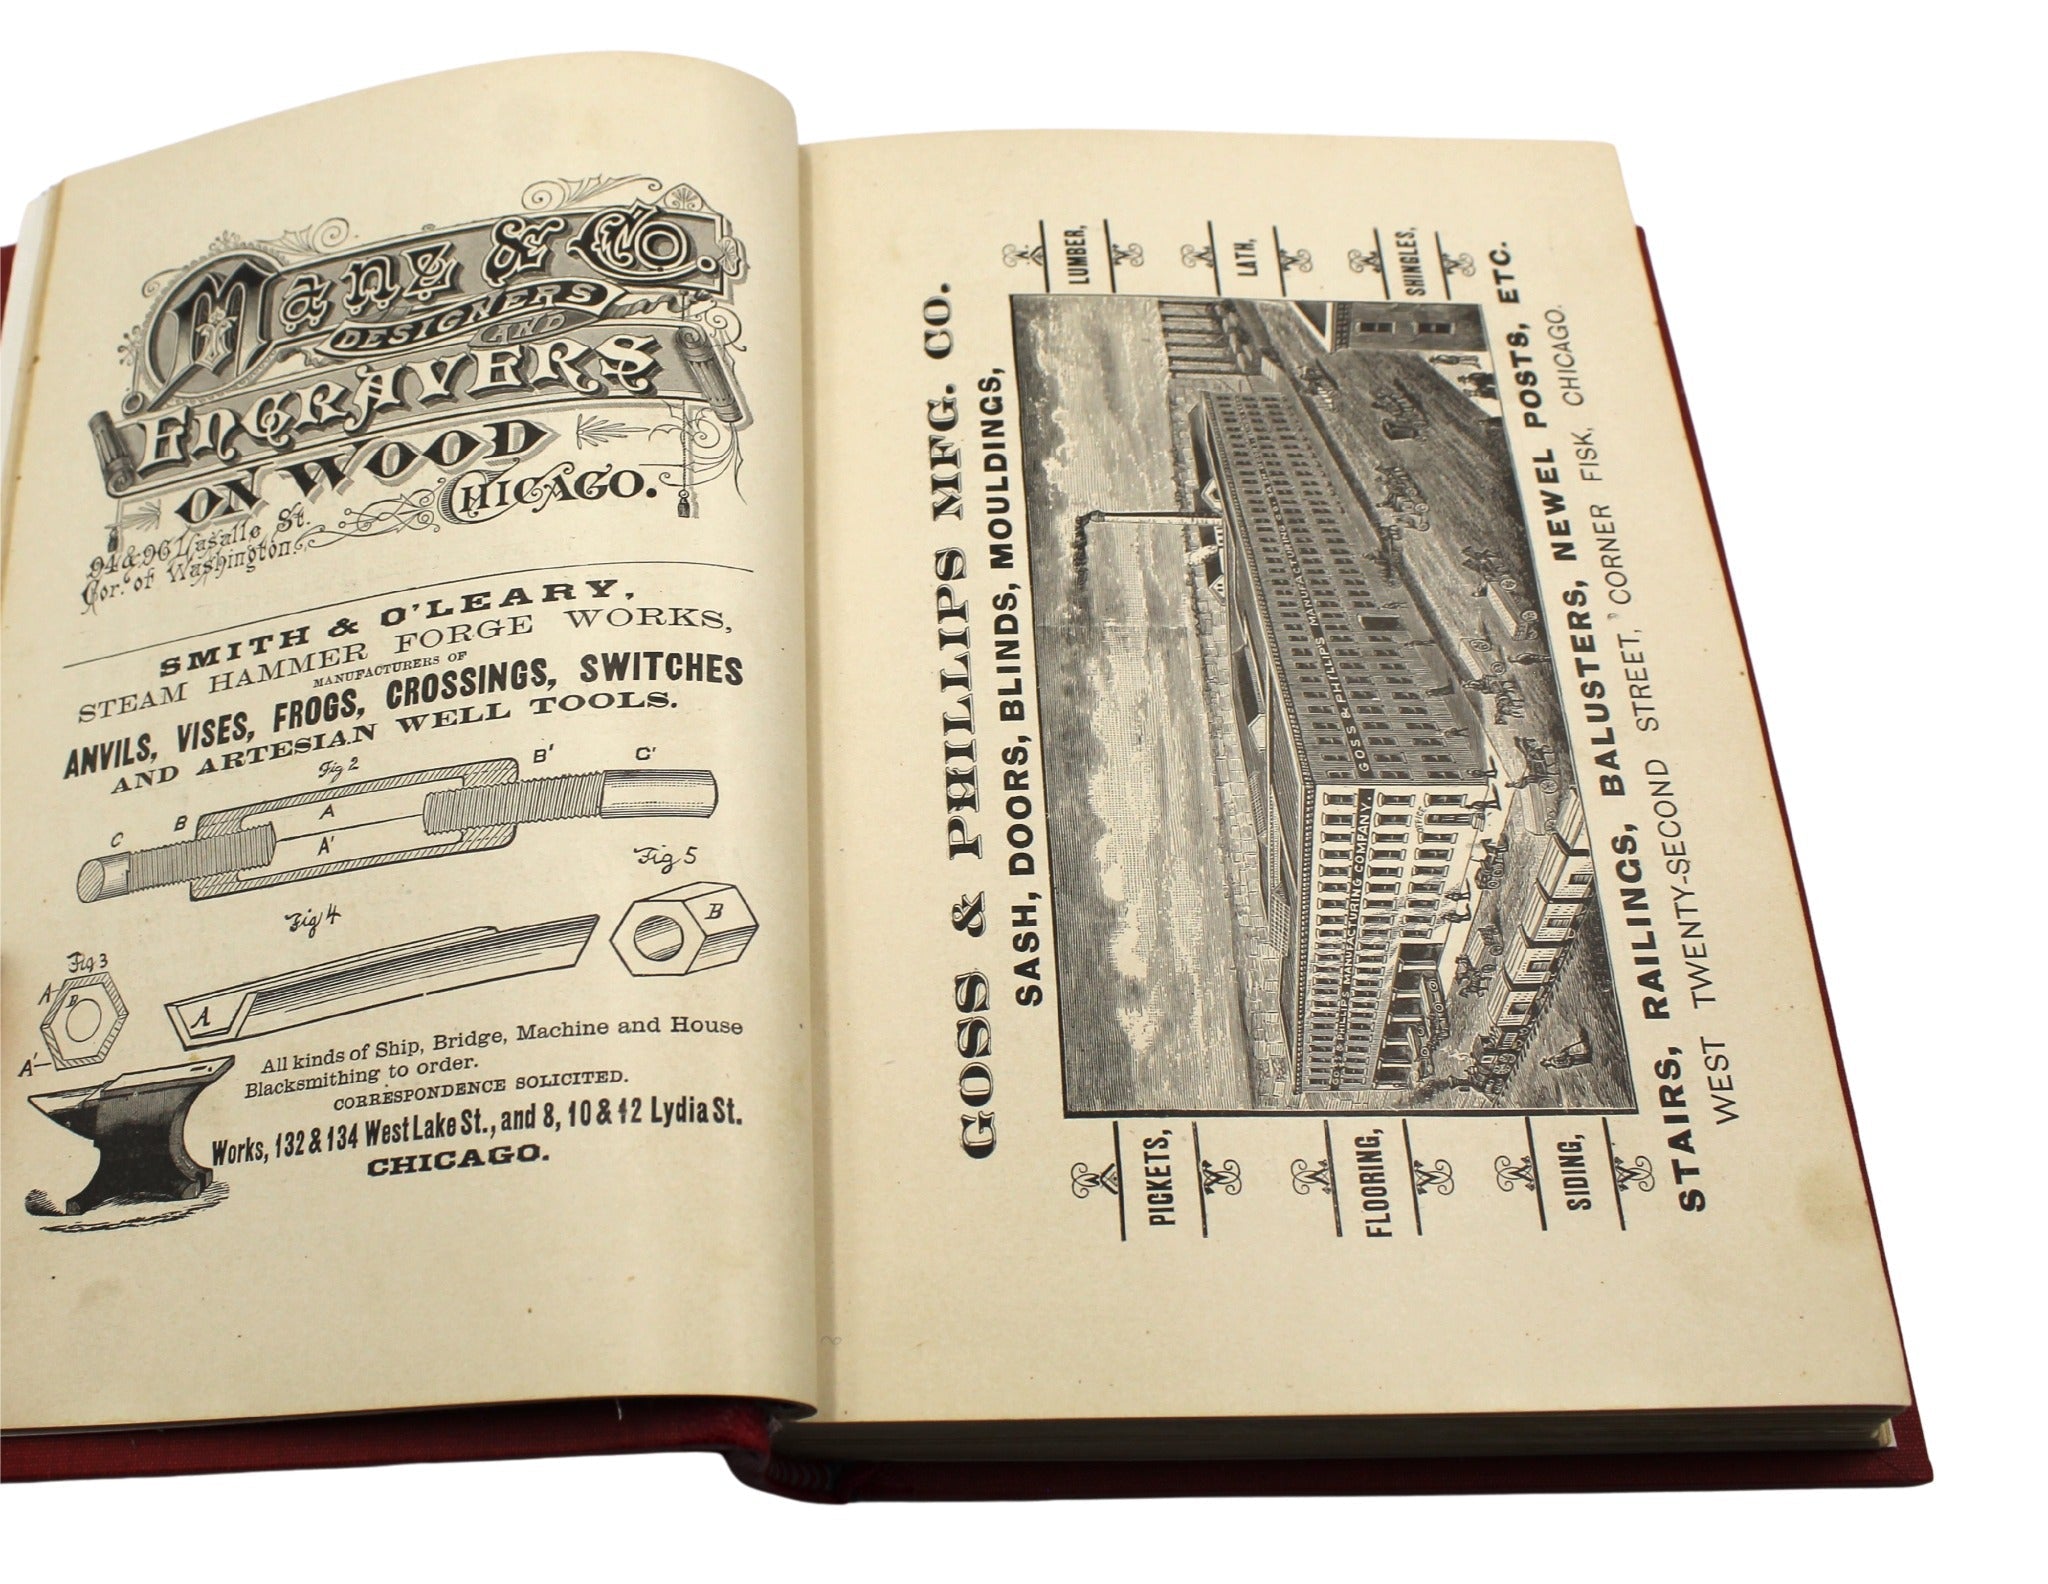 Mane & Co.
DESIGNERS
AND
ENGRAVERS
ON WOOD
CHICAGO.
94 & 96 Lasalle St.
Cor. of Washington.
SMITH & O'LEARY,
STEAM HAMMER FORGE WORKS,
MANUFACTURERS OF
ANVILS, VISES, FROGS, CROSSINGS, SWITCHES
AND ARTESIAN WELL TOOLS.
Fig 2
C B A B' C'
A'
Fig 5
B
Fig 4
A
Fig 3
A B
A'
All kinds of Ship, Bridge, Machine and House
Blacksmithing to order.
CORRESPONDENCE SOLICITED.
Works, 132 & 134 West Lake St., and 8, 10 & 12 Lydia St.
CHICAGO.
GOSS & PHILLIPS MFG. CO.
SASH, DOORS, BLINDS, MOULDINGS,
LUMBER,
LATH,
SHINGLES,
GOSS & PHILLIPS MANUFACTURING COMPANY.
GOSS & PHILLIPS MANUFACTURING
OFFICE
PICKETS,
FLOORING,
SIDING,
STAIRS, RAILINGS, BALUSTERS, NEWEL POSTS, ETC.
WEST TWENTY-SECOND STREET, CORNER FISK, CHICAGO.